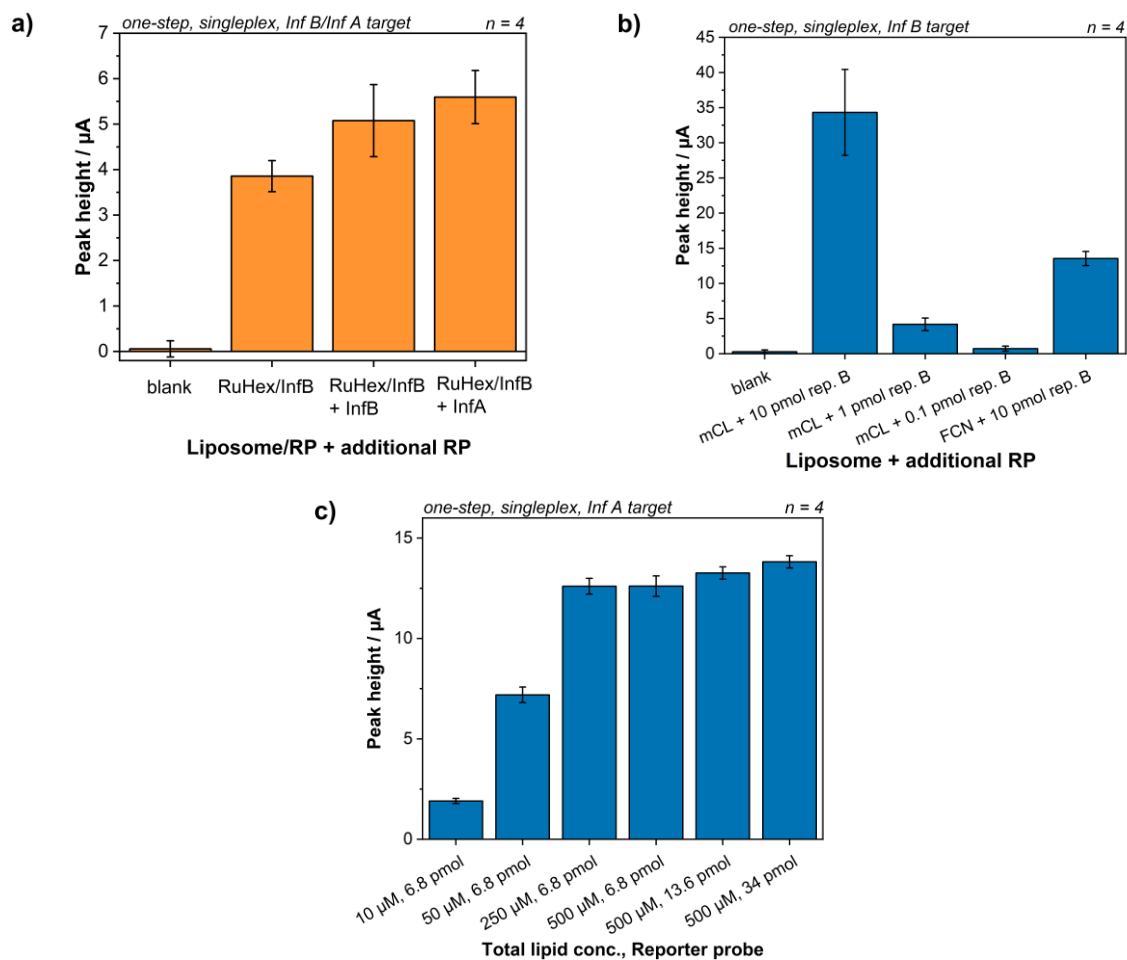 a)
one-step, singleplex, Inf B/Inf A target
n = 4
Peak height / µA
7
6
5
4
3
2
1
0
blank
RuHex/InfB
RuHex/InfB
+ InfB
RuHex/InfB
+ InfA
Liposome/RP + additional RP
b)
one-step, singleplex, Inf B target
n = 4
Peak height / µA
45
40
35
30
25
20
15
10
5
0
blank
mCL + 10 pmol rep. B
mCL + 1 pmol rep. B
mCL + 0.1 pmol rep. B
FCN + 10 pmol rep. B
Liposome + additional RP
c)
one-step, singleplex, Inf A target
n = 4
Peak height / µA
15
10
5
0
10 µM, 6.8 pmol
50 µM, 6.8 pmol
250 µM, 6.8 pmol
500 µM, 6.8 pmol
500 µM, 13.6 pmol
500 µM, 34 pmol
Total lipid conc., Reporter probe